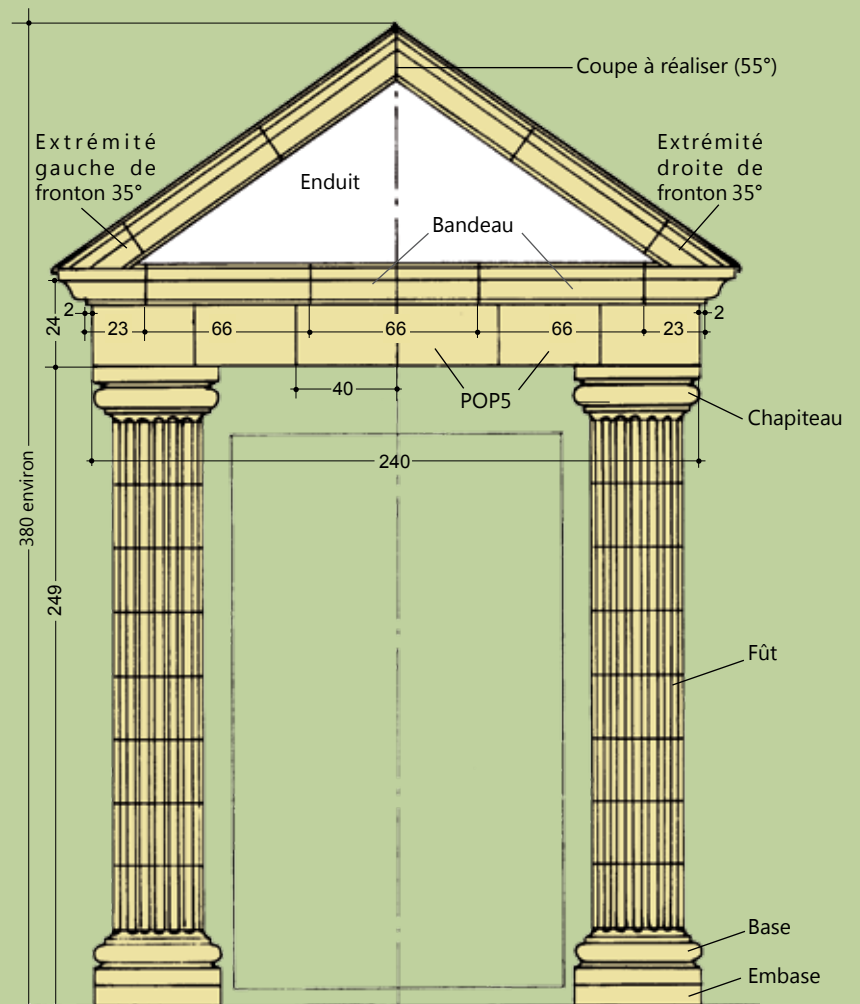 Coupe à réaliser (55°)
Extrémité
gauche de
fronton 35°
Extrémité
droite de
fronton 35°
Enduit
Bandeau
2
2
24
23
66
66
66
23
40
POP5
Chapiteau
240
380 environ
249
Fût
Base
Embase